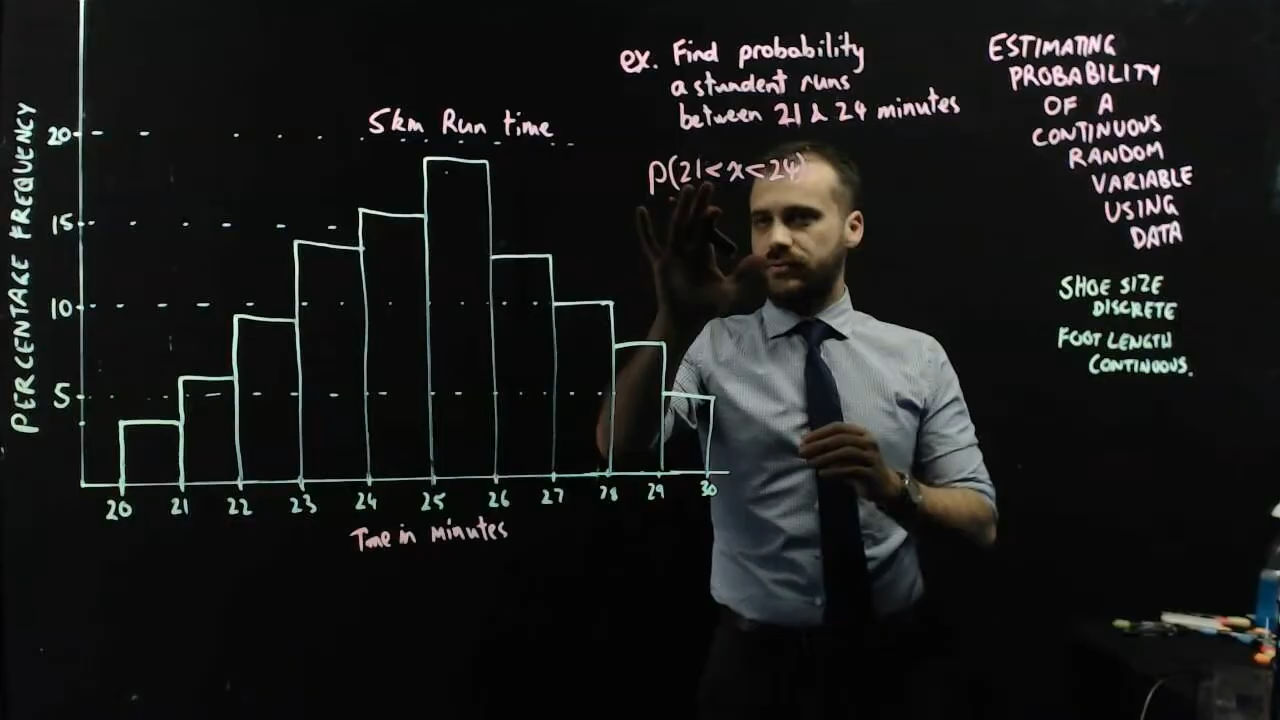 ex. Find probability
a stundent runs
between 21 & 24 minutes
P(21<x<24)
ESTIMATING
PROBABILITY
OF A
CONTINUOUS
RANDOM
VARIABLE
USING
DATA
SHOE SIZE
DISCRETE
FOOT LENGTH
CONTINUOUS.
5km Run time
PERCENTAGE FREQUENCY
20
15
10
5
20 21 22 23 24 25 26 27 28 29 30
Time in minutes